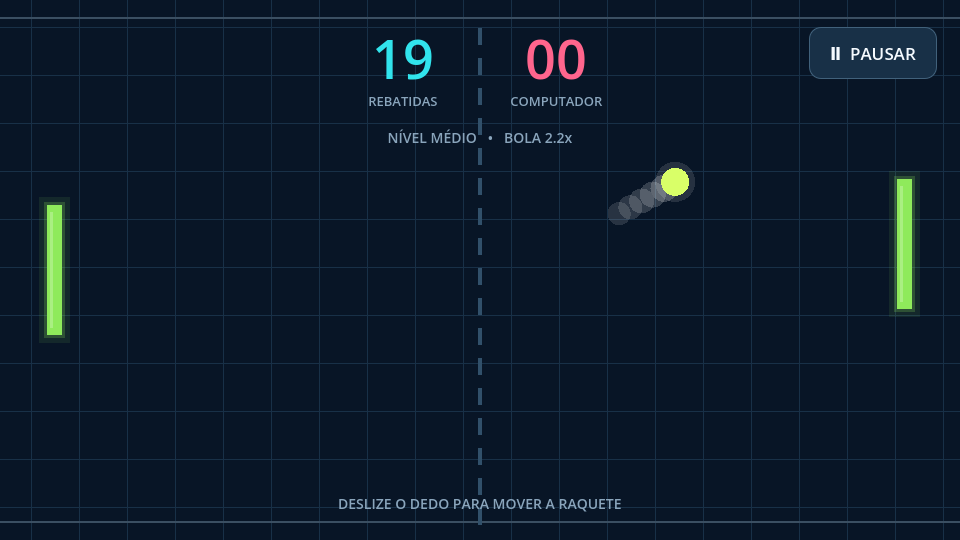 19
00
PAUSAR
REBATIDAS
COMPUTADOR
NÍVEL MÉDIO • BOLA 2.2x
DESLIZE O DEDO PARA MOVER A RAQUETE